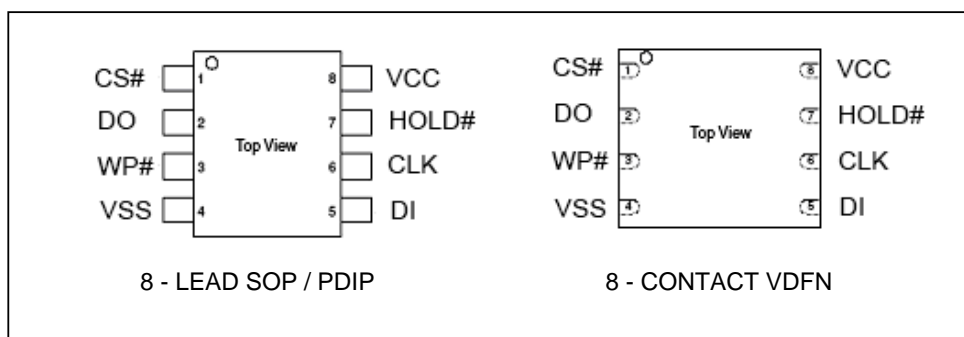 CS# 1 8 VCC
DO 2 7 HOLD#
Top View
WP# 3 6 CLK
VSS 4 5 DI
8 - LEAD SOP / PDIP
CS# 1 8 VCC
DO 2 7 HOLD#
Top View
WP# 3 6 CLK
VSS 4 5 DI
8 - CONTACT VDFN